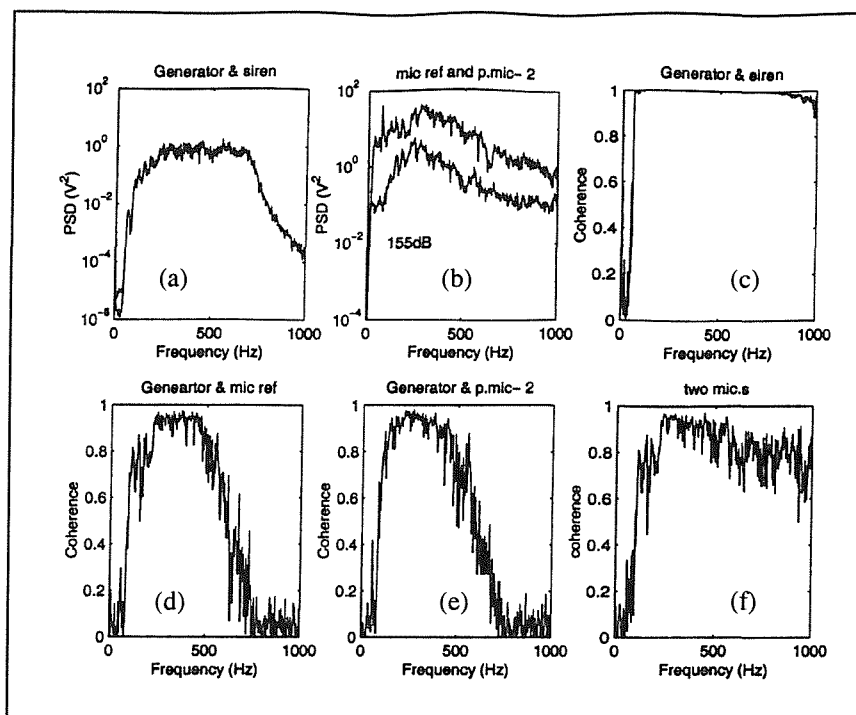 Generator & siren
mic ref and p.mic- 2
Generator & siren
10^2
10^0
10^-2
10^-4
10^-6
PSD (V^2)
(a)
0
500
1000
Frequency (Hz)
10^2
10^0
10^-2
10^-4
PSD (V^2)
155dB
(b)
0
500
1000
Frequency (Hz)
1
0.8
0.6
0.4
0.2
0
Coherence
(c)
0
500
1000
Frequency (Hz)
Geneartor & mic ref
Generator & p.mic- 2
two mic.s
1
0.8
0.6
0.4
0.2
0
Coherence
(d)
0
500
1000
Frequency (Hz)
1
0.8
0.6
0.4
0.2
0
Coherence
(e)
0
500
1000
Frequency (Hz)
1
0.8
0.6
0.4
0.2
0
coherence
(f)
0
500
1000
Frequency (Hz)